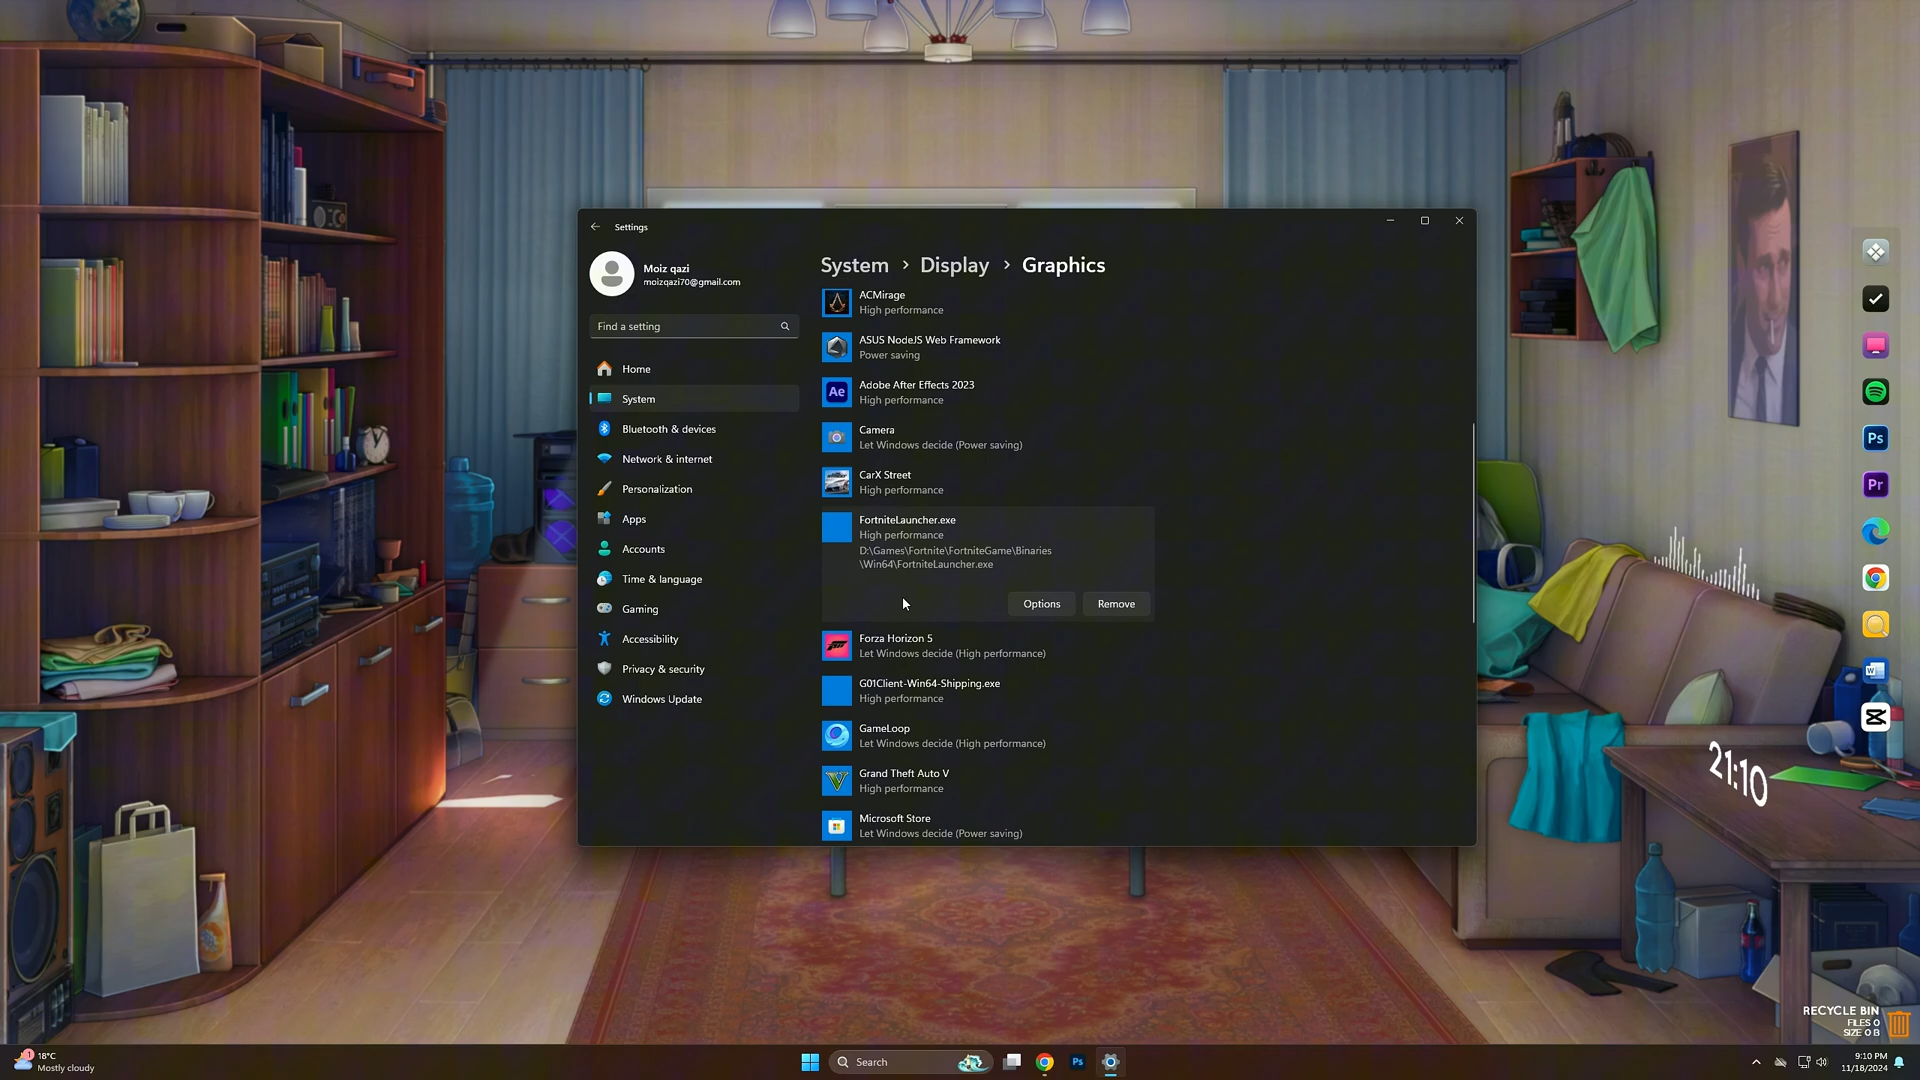 Settings
Moiz qazi
moizqazi70@gmail.com
Find a setting
Home
System
Bluetooth & devices
Network & internet
Personalization
Apps
Accounts
Time & language
Gaming
Accessibility
Privacy & security
Windows Update
System > Display > Graphics
ACMirage
High performance
ASUS NodeJS Web Framework
Power saving
Ae
Adobe After Effects 2023
High performance
Camera
Let Windows decide (Power saving)
CarX Street
High performance
FortniteLauncher.exe
High performance
D:\Games\Fortnite\FortniteGame\Binaries
\Win64\FortniteLauncher.exe
Options
Remove
Forza Horizon 5
Let Windows decide (High performance)
G01Client-Win64-Shipping.exe
High performance
GameLoop
Let Windows decide (High performance)
Grand Theft Auto V
High performance
Microsoft Store
Let Windows decide (Power saving)
Ps
Pr
W
21:10
RECYCLE BIN
FILES 0
SIZE 0 B
1
18°C
Mostly cloudy
Search
Ps
9:10 PM
11/18/2024